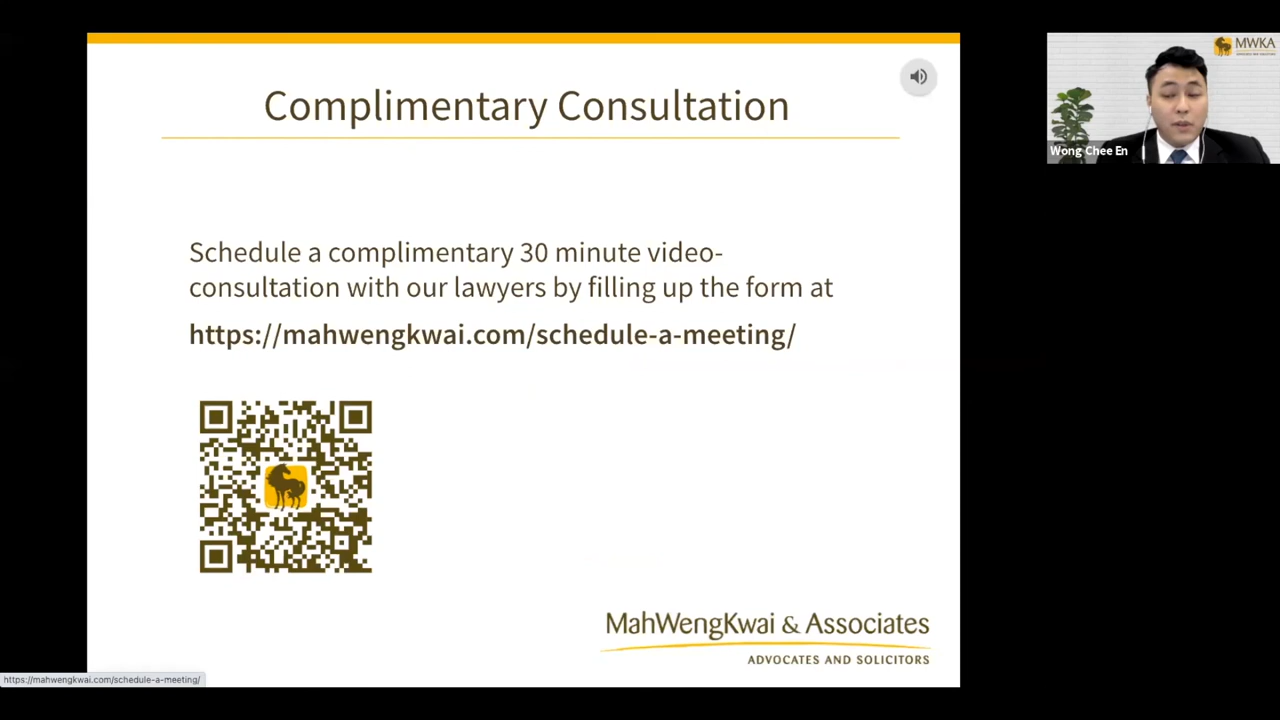 Complimentary Consultation
Schedule a complimentary 30 minute video-
consultation with our lawyers by filling up the form at
https://mahwengkwai.com/schedule-a-meeting/
MahWengKwai & Associates
ADVOCATES AND SOLICITORS
https://mahwengkwai.com/schedule-a-meeting/
MWKA
Wong Chee En